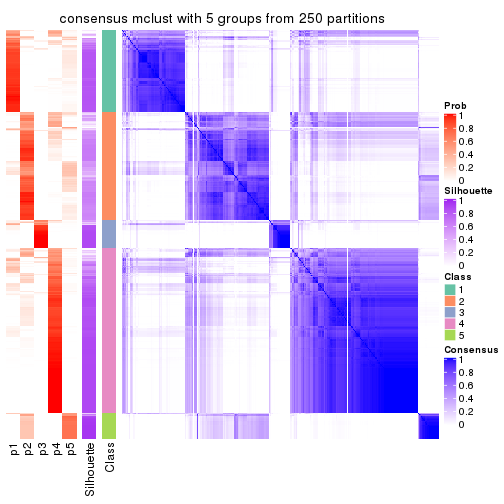 consensus mclust with 5 groups from 250 partitions
Prob
1
0.8
0.6
0.4
0.2
0
Silhouette
1
0.8
0.6
0.4
0.2
0
Class
1
2
3
4
5
Consensus
1
0.8
0.6
0.4
0.2
0
p1
p2
p3
p4
p5
Silhouette
Class